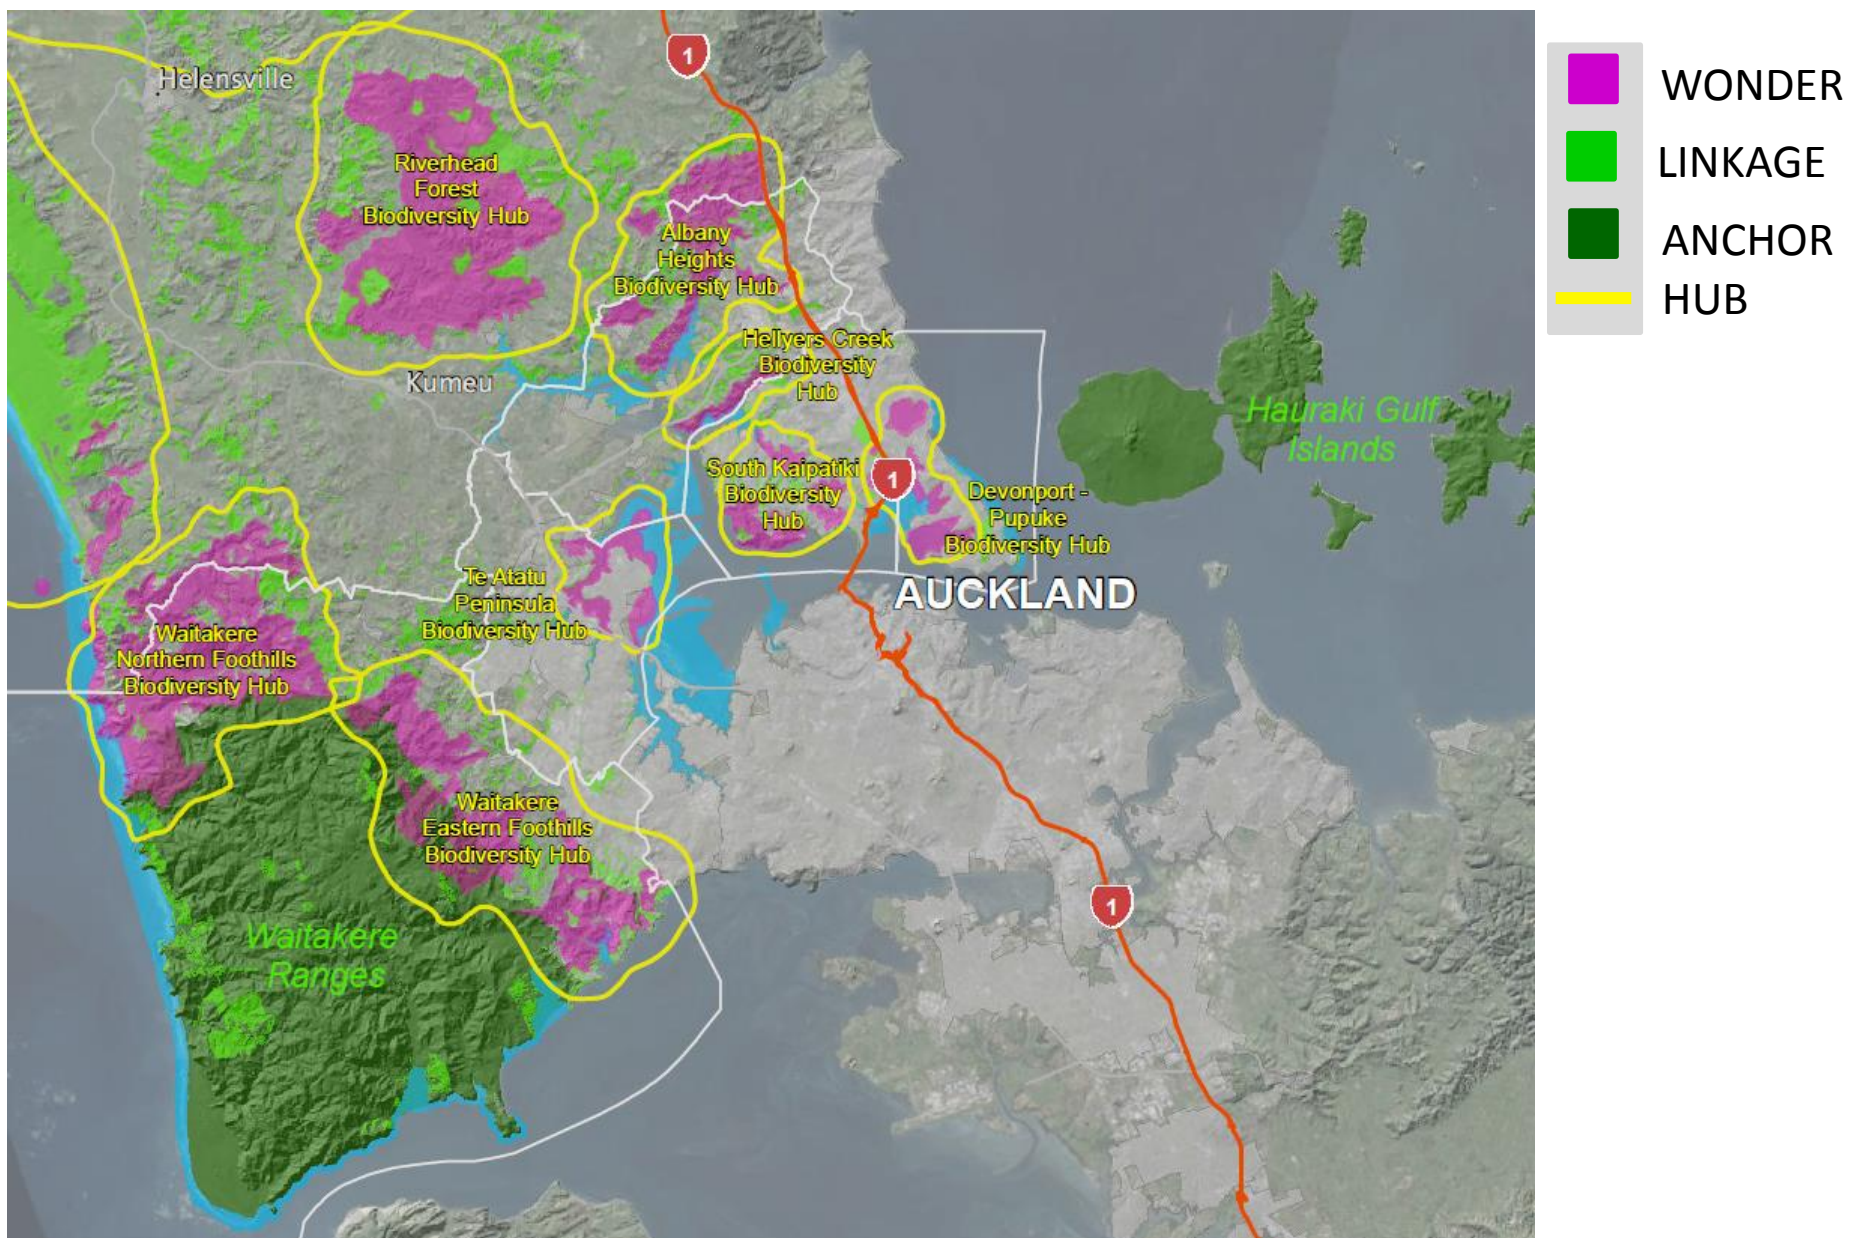 1
Helensville
Riverhead
Forest
Biodiversity Hub
Albany
Heights
Biodiversity Hub
Hellyers Creek
Biodiversity
Hub
Kumeu
Hauraki Gulf
Islands
South Kaipatiki
Biodiversity
Hub
1
Devonport -
Pupuke
Biodiversity Hub
Te Atatu
Peninsula
Biodiversity Hub
AUCKLAND
Waitakere
Northern Foothills
Biodiversity Hub
Waitakere
Eastern Foothills
Biodiversity Hub
1
Waitakere
Ranges
WONDER
LINKAGE
ANCHOR
HUB